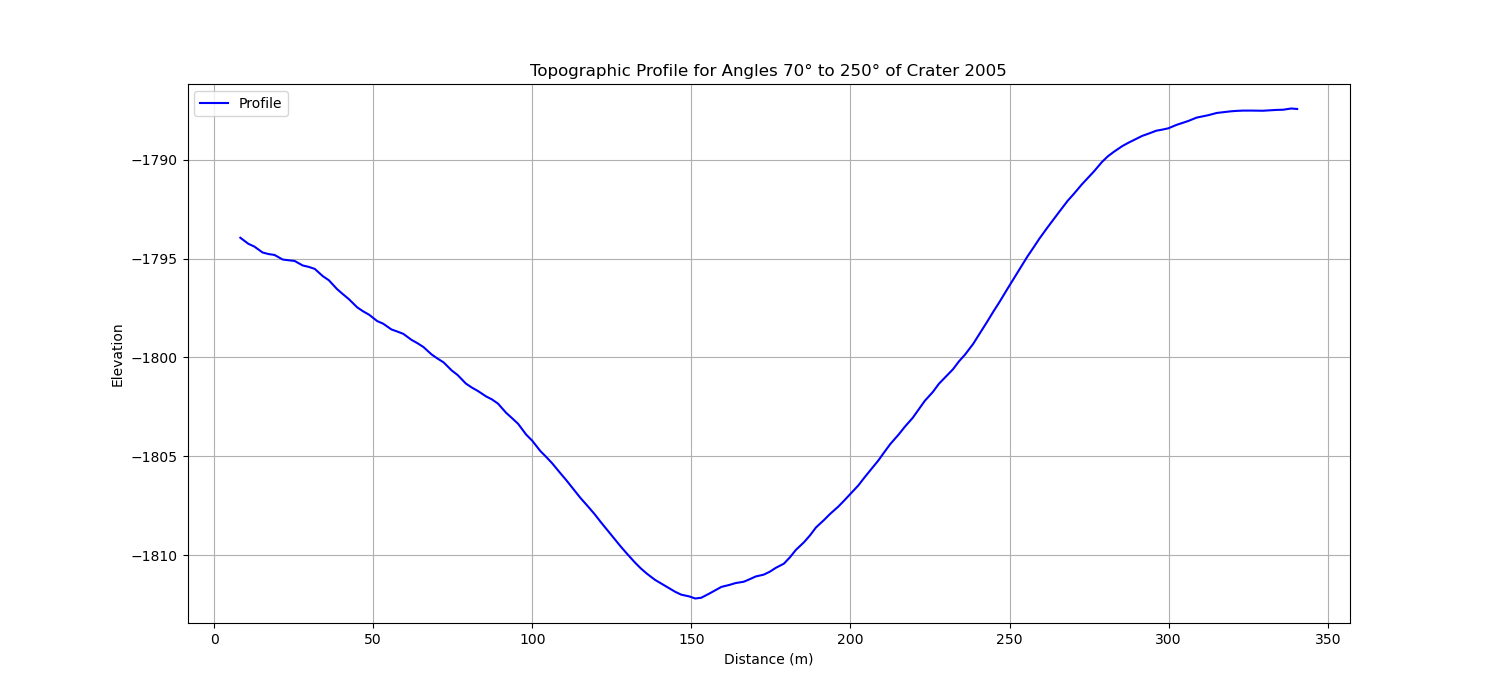 Topographic Profile for Angles 70° to 250° of Crater 2005
Profile
−1790
−1795
−1800
−1805
−1810
Elevation
0 50 100 150 200 250 300 350
Distance (m)